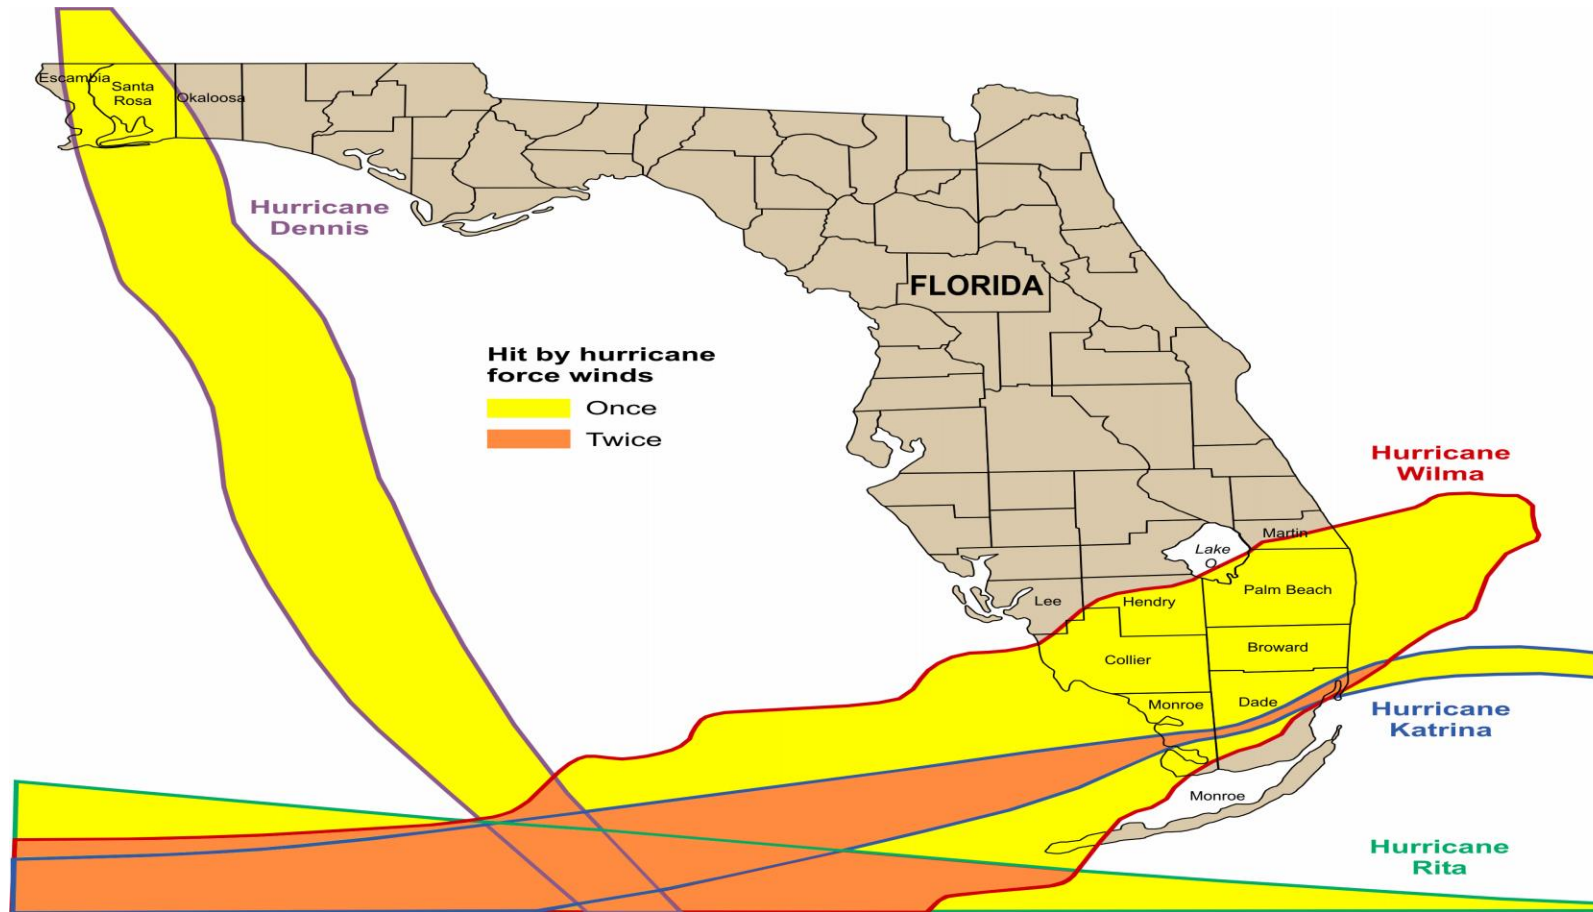 Escambia
Santa
Rosa
Okaloosa
Hurricane
Dennis
FLORIDA
Hit by hurricane
force winds
Once
Twice
Hurricane
Wilma
Martin
Lake
O
Palm Beach
Lee
Hendry
Broward
Collier
Monroe
Dade
Hurricane
Katrina
Monroe
Hurricane
Rita